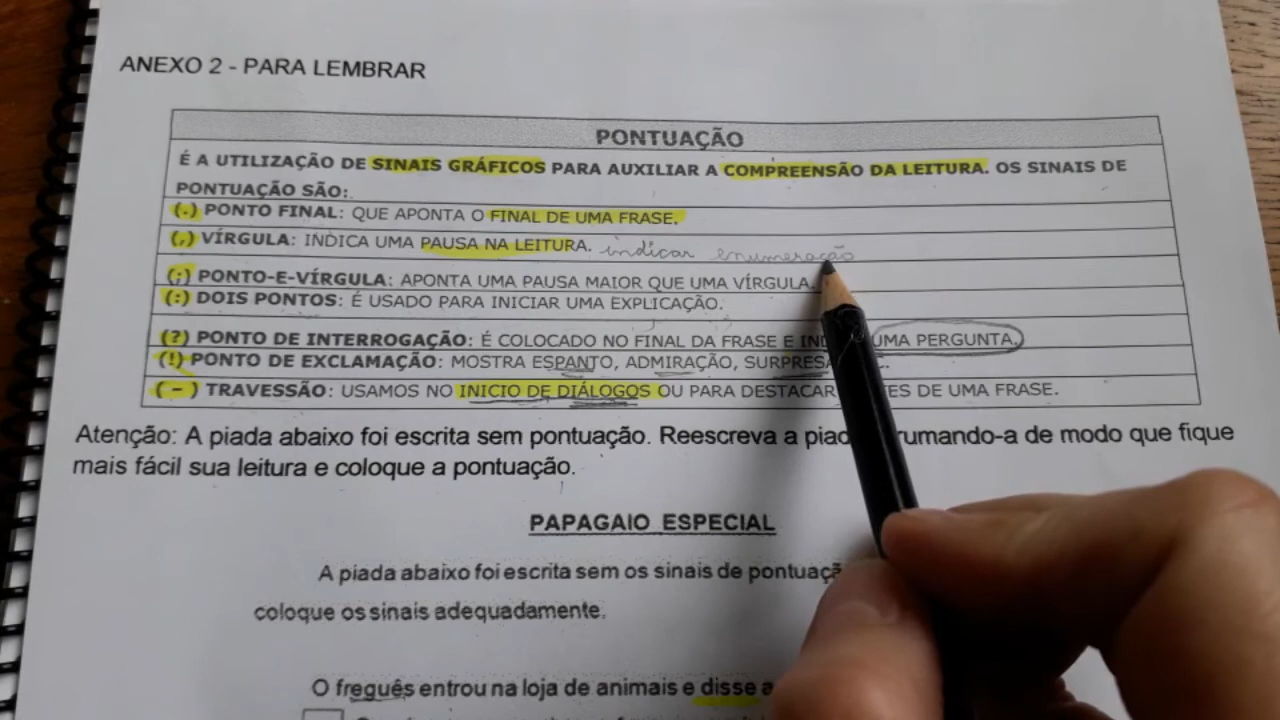 ANEXO 2 - PARA LEMBRAR
PONTUAÇÃO
É A UTILIZAÇÃO DE SINAIS GRÁFICOS PARA AUXILIAR A COMPREENSÃO DA LEITURA. OS SINAIS DE
PONTUAÇÃO SÃO:
(.) PONTO FINAL: QUE APONTA O FINAL DE UMA FRASE.
(,) VÍRGULA: INDICA UMA PAUSA NA LEITURA. indicar enumeração
(;) PONTO-E-VÍRGULA: APONTA UMA PAUSA MAIOR QUE UMA VÍRGULA.
(:) DOIS PONTOS: É USADO PARA INICIAR UMA EXPLICAÇÃO.
(?) PONTO DE INTERROGAÇÃO: É COLOCADO NO FINAL DA FRASE E UMA PERGUNTA.
(!) PONTO DE EXCLAMAÇÃO: MOSTRA ESPANTO, ADMIRAÇÃO, SURPRESA
(-) TRAVESSÃO: USAMOS NO INICIO DE DIÁLOGOS OU PARA DESTACAR DE UMA FRASE.
Atenção: A piada abaixo foi escrita sem pontuação. Reescreva a de modo que fique
mais fácil sua leitura e coloque a pontuação.
PAPAGAIO ESPECIAL
A piada abaixo foi escrita sem os sinais de
coloque os sinais adequadamente.
O freguês entrou na loja de animais e disse